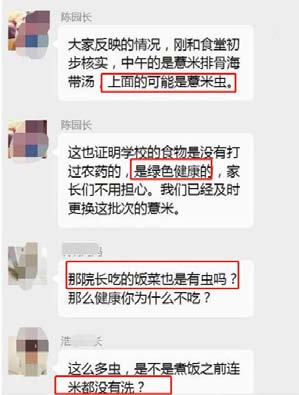 陈园长
大家反映的情况，刚和食堂初
步核实，中午的是薏米排骨海
带汤，上面的可能是薏米虫。
陈园长
这也证明学校的食物是没有打
过农药的，是绿色健康的，家
长们不用担心。我们已经及时
更换这批次的薏米。
那院长吃的饭菜也是有虫吗？
那么健康你为什么不吃？
浩
这么多虫，是不是煮饭之前连
米都没有洗？